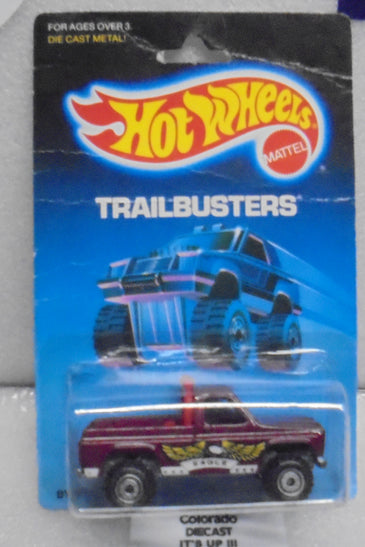 FOR AGES OVER 3
DIE CAST METAL!
Hot Wheels
MATTEL
TRAILBUSTERS
EAGLE
Colorado
DIECAST
IT'S UP !!!